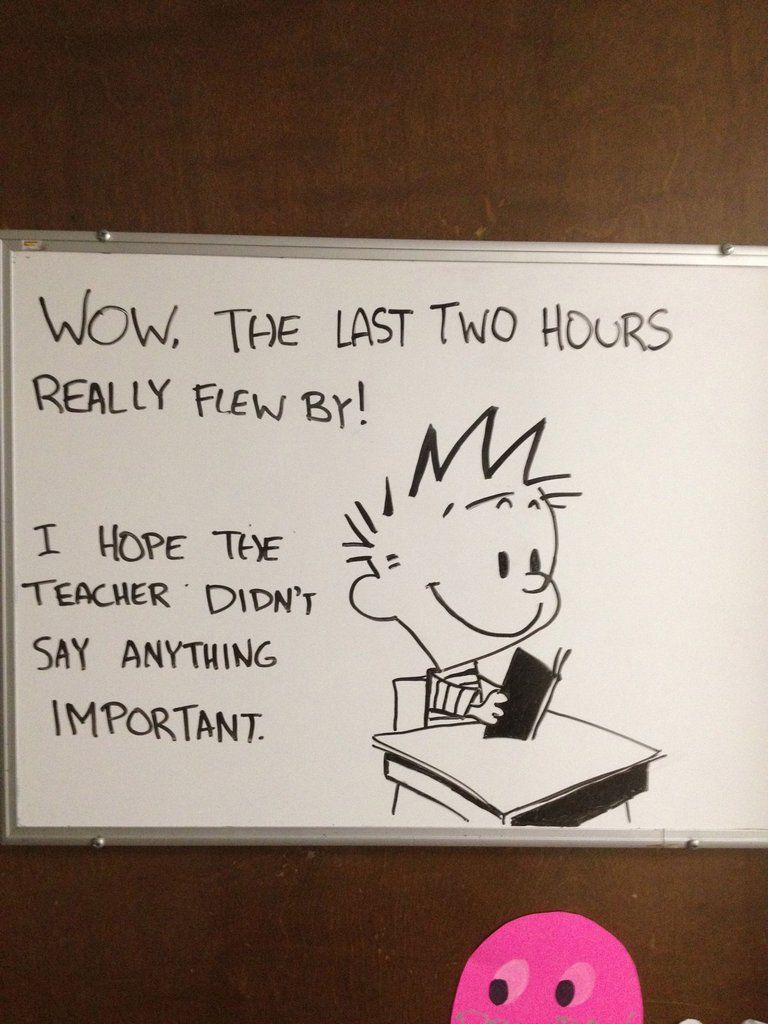 WOW, THE LAST TWO HOURS
REALLY FLEW BY!
I HOPE THE
TEACHER DIDN'T
SAY ANYTHING
IMPORTANT.